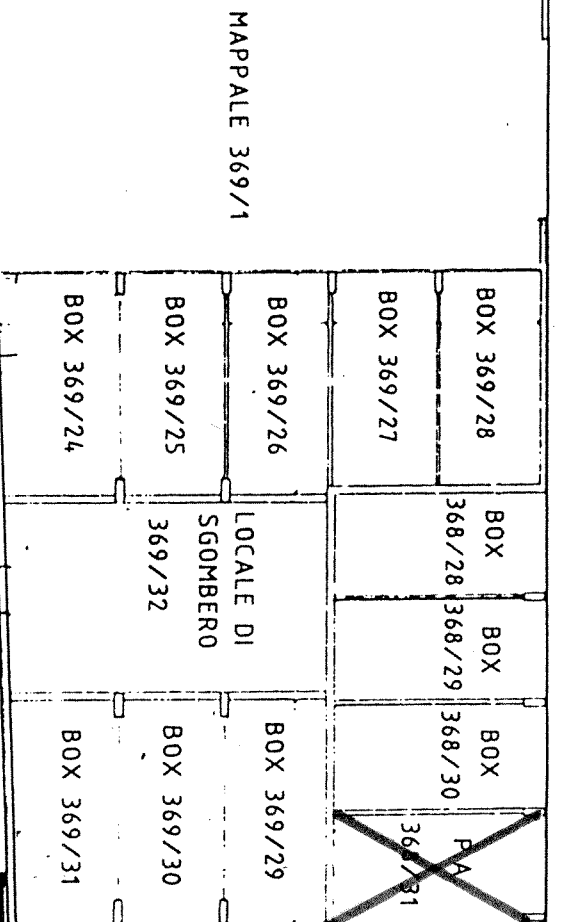 MAPPALE 369/1
BOX 369/28
BOX 369/27
BOX 369/26
BOX 369/25
BOX 369/24
BOX
368/28
BOX
368/29
BOX
368/30
LOCALE DI
SGOMBERO
369/32
BOX 369/29
BOX 369/30
BOX 369/31